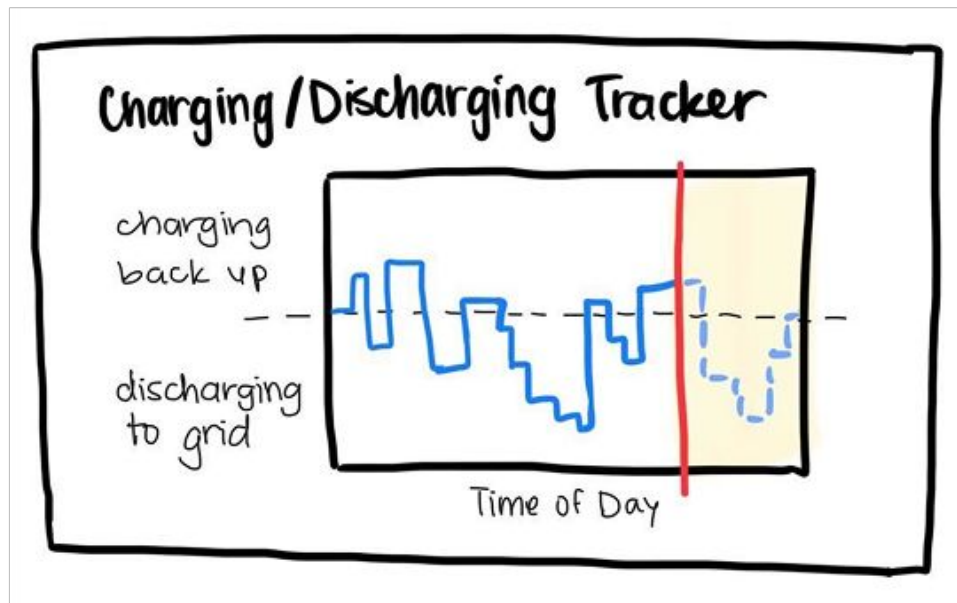 Charging/Discharging Tracker
charging
back up
discharging
to grid
Time of Day